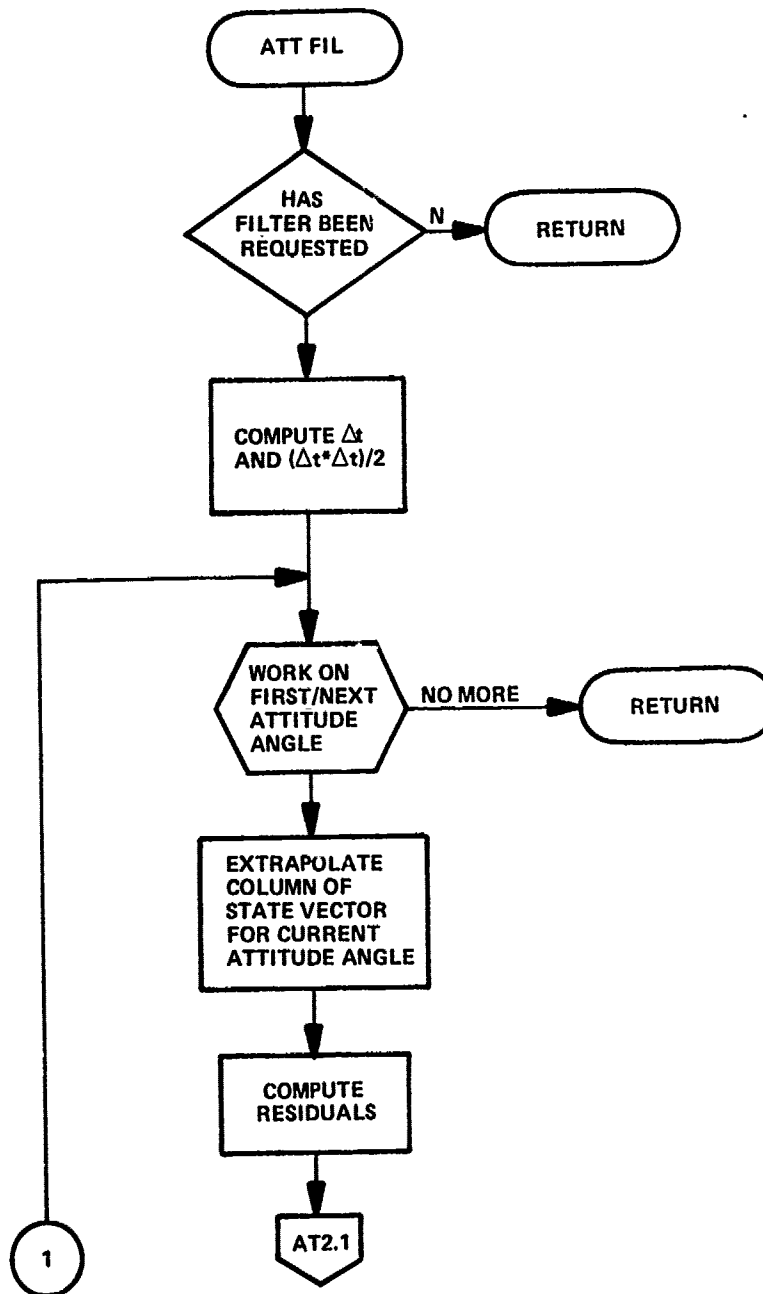 ATT FIL
HAS
FILTER BEEN
REQUESTED
N
RETURN
COMPUTE Δt
AND (Δt*Δt)/2
WORK ON
FIRST/NEXT
ATTITUDE
ANGLE
NO MORE
RETURN
EXTRAPOLATE
COLUMN OF
STATE VECTOR
FOR CURRENT
ATTITUDE ANGLE
COMPUTE
RESIDUALS
AT2.1
1